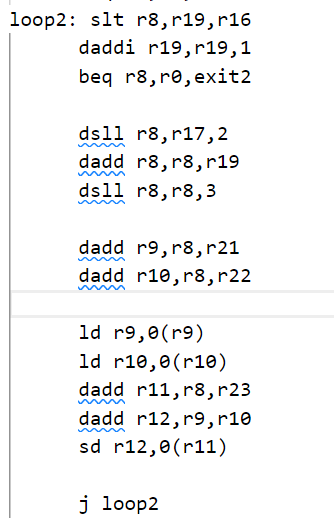 loop2: slt r8,r19,r16
daddi r19,r19,1
beq r8,r0,exit2
dsll r8,r17,2
dadd r8,r8,r19
dsll r8,r8,3
dadd r9,r8,r21
dadd r10,r8,r22
ld r9,0(r9)
ld r10,0(r10)
dadd r11,r8,r23
dadd r12,r9,r10
sd r12,0(r11)
j loop2